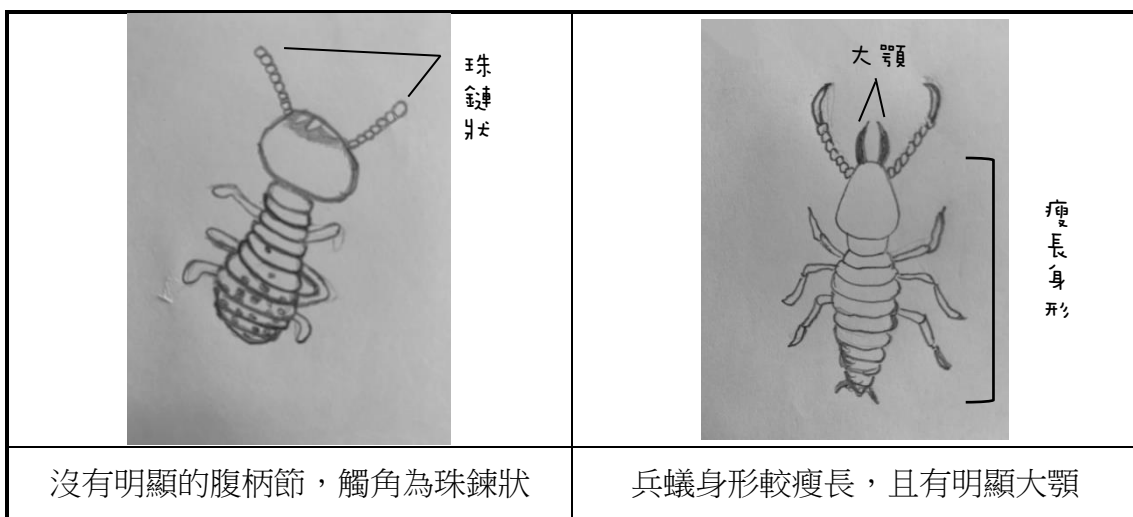 珠鏈狀
大顎
瘦長身形
沒有明顯的腹柄節，觸角為珠鍊狀
兵蟻身形較瘦長，且有明顯大顎